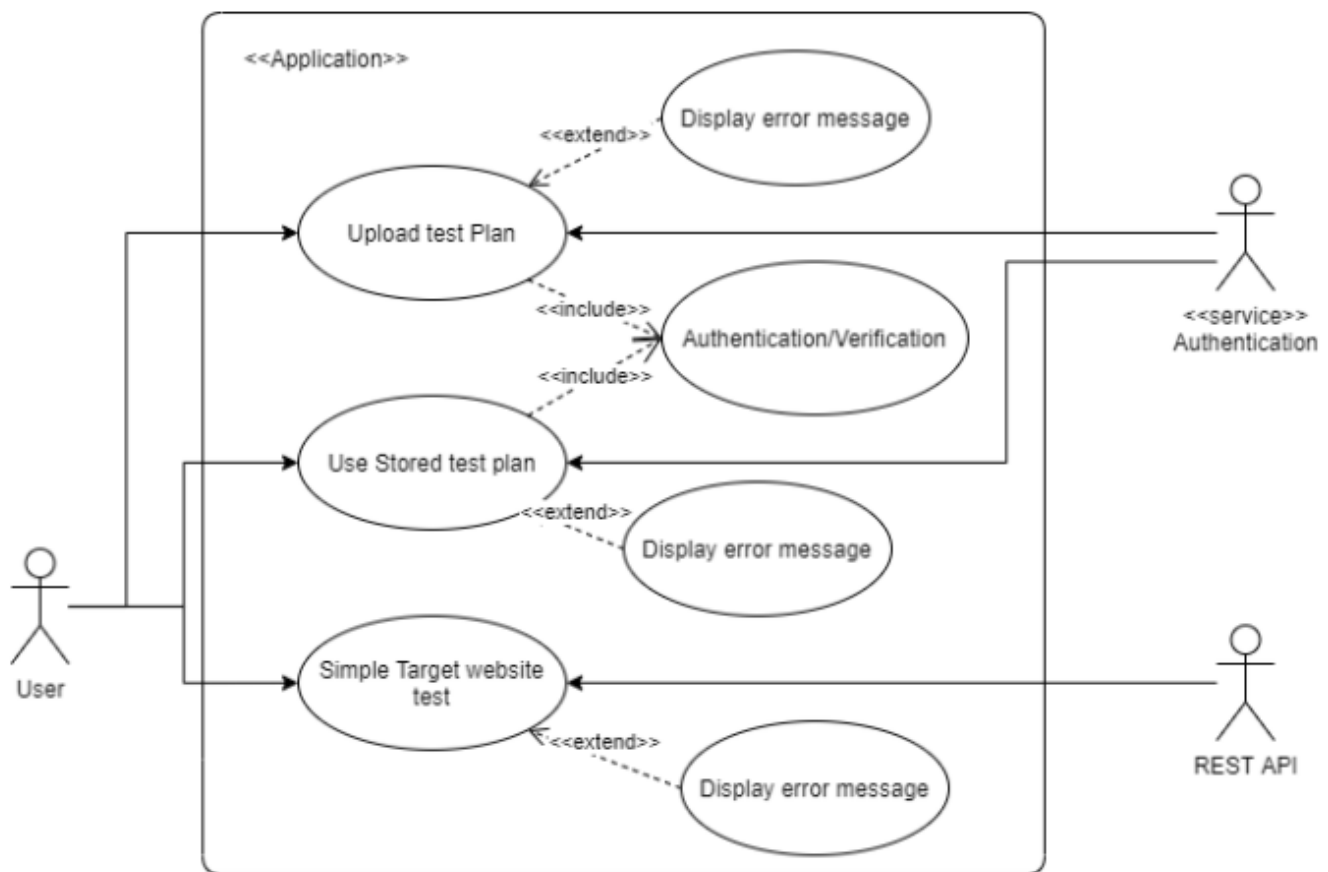 <<Application>>
Display error message
<<extend>>
Upload test Plan
<<include>>
Authentication/Verification
<<include>>
<<service>>
Authentication
Use Stored test plan
<<extend>>
Display error message
Simple Target website
test
User
<<extend>>
Display error message
REST API